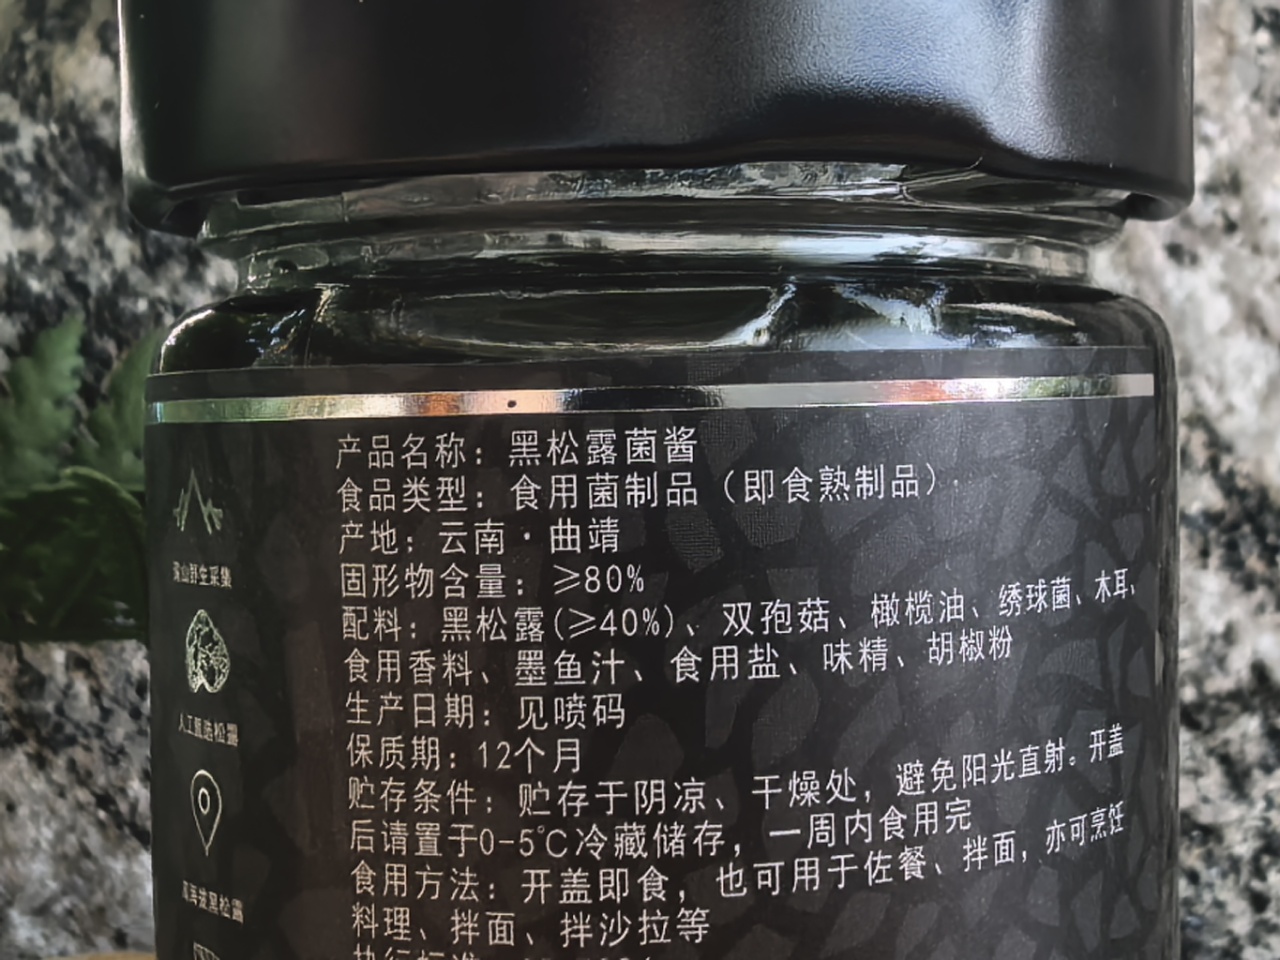 产品名称：黑松露菌酱
食品类型：食用菌制品（即食熟制品）
产地：云南·曲靖
固形物含量：≥80%
配料：黑松露(≥40%)、双孢菇、橄榄油、绣球菌、木耳、
食用香料、墨鱼汁、食用盐、味精、胡椒粉
生产日期：见喷码
保质期：12个月
贮存条件：贮存于阴凉、干燥处，避免阳光直射。开盖
后请置于0-5℃冷藏储存，一周内食用完
食用方法：开盖即食，也可用于佐餐、拌面，亦可烹饪
料理、拌面、拌沙拉等
人工甄选松露